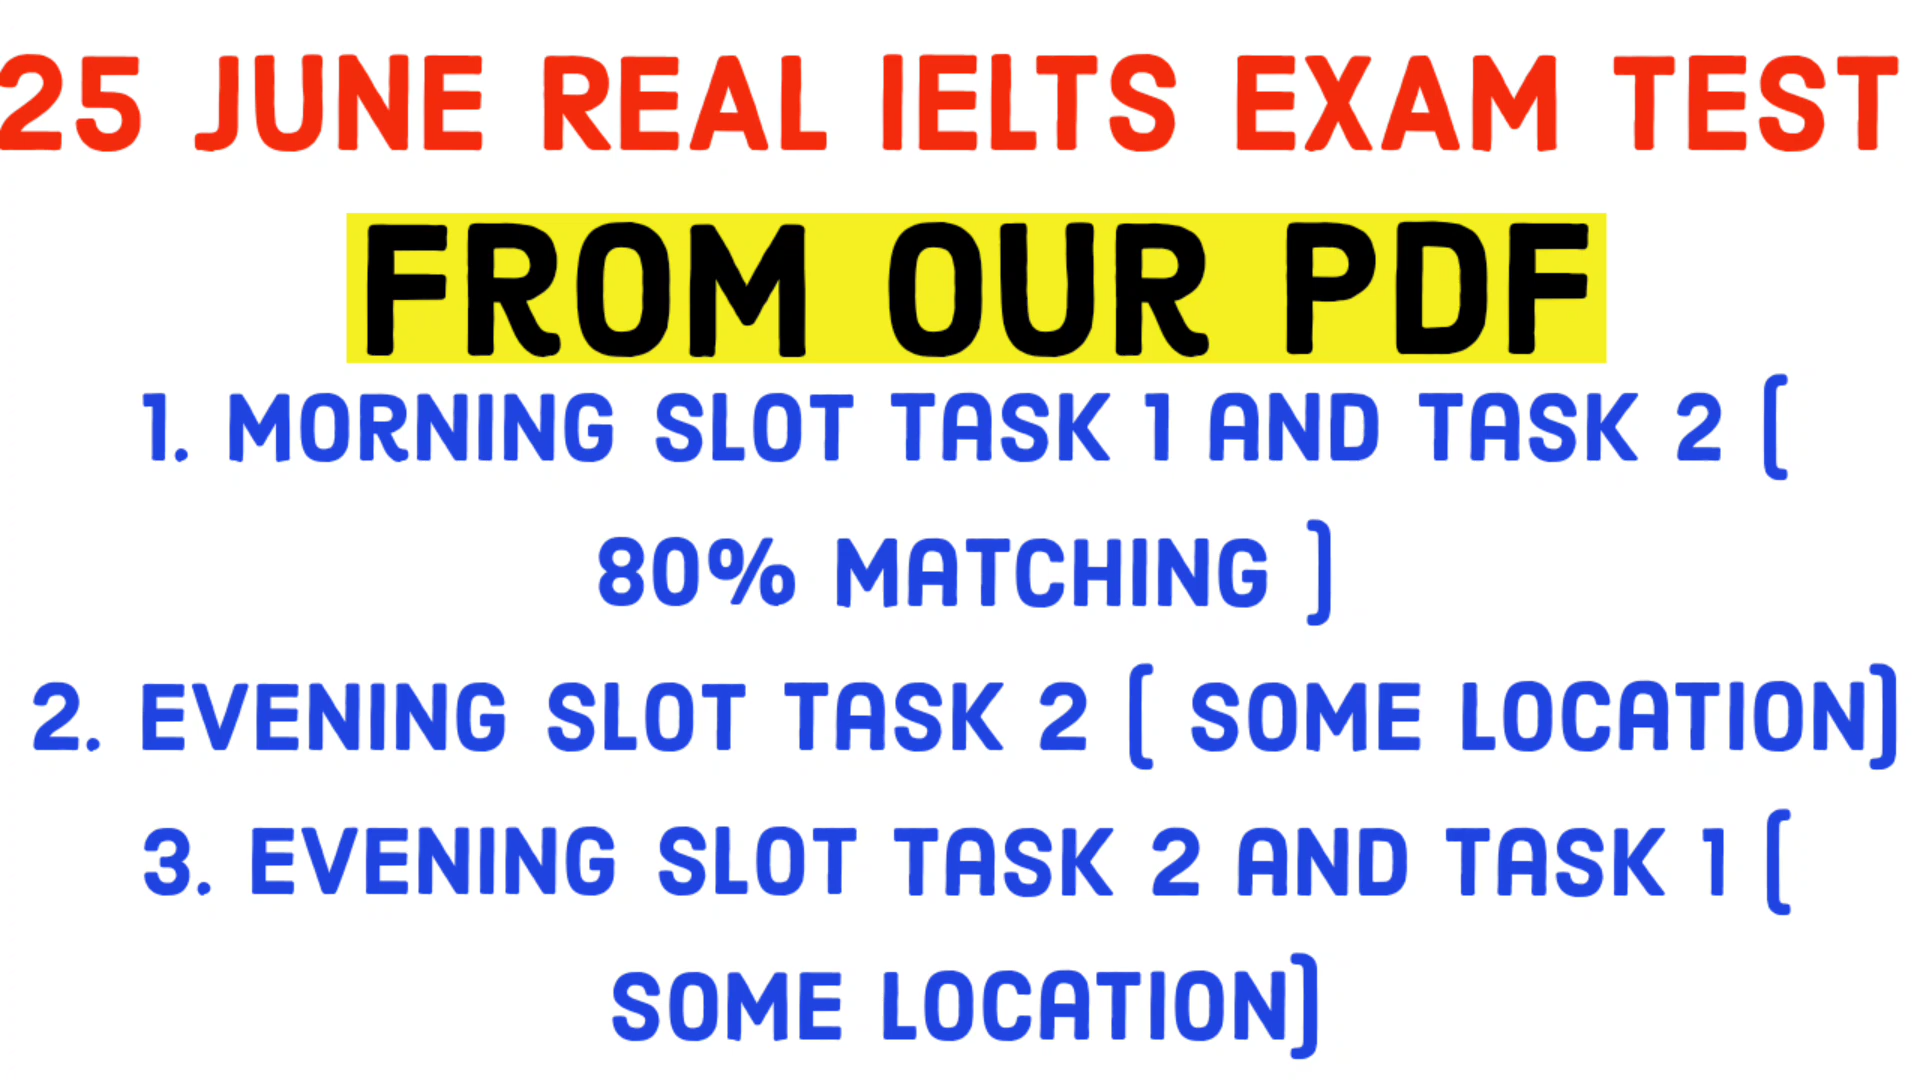 25 JUNE REAL IELTS EXAM TEST
FROM OUR PDF
1. MORNING SLOT TASK 1 AND TASK 2 (
80% MATCHING )
2. EVENING SLOT TASK 2 ( SOME LOCATION)
3. EVENING SLOT TASK 2 AND TASK 1 (
SOME LOCATION)